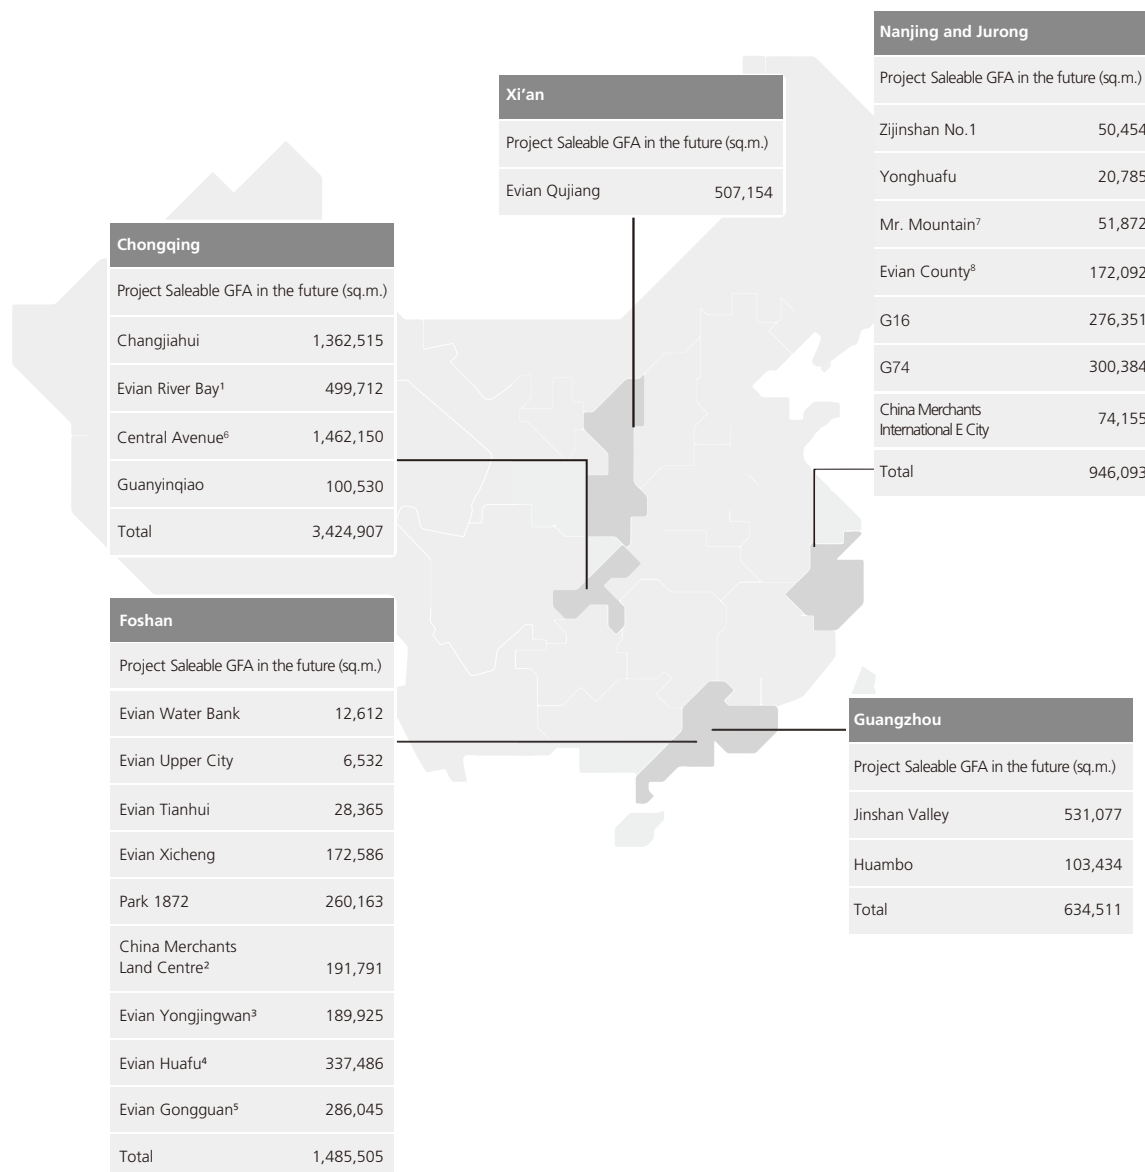 Nanjing and Jurong
Project Saleable GFA in the future (sq.m.)
Zijinshan No.1 50,454
Yonghuafu 20,785
Mr. Mountain⁷ 51,872
Evian County⁸ 172,092
G16 276,351
G74 300,384
China Merchants
International E City 74,155
Total 946,093
Xi’an
Project Saleable GFA in the future (sq.m.)
Evian Qujiang 507,154
Chongqing
Project Saleable GFA in the future (sq.m.)
Changjiahui 1,362,515
Evian River Bay¹ 499,712
Central Avenue⁶ 1,462,150
Guanyinqiao 100,530
Total 3,424,907
Foshan
Project Saleable GFA in the future (sq.m.)
Evian Water Bank 12,612
Evian Upper City 6,532
Evian Tianhui 28,365
Evian Xicheng 172,586
Park 1872 260,163
China Merchants
Land Centre² 191,791
Evian Yongjingwan³ 189,925
Evian Huafu⁴ 337,486
Evian Gongguan⁵ 286,045
Total 1,485,505
Guangzhou
Project Saleable GFA in the future (sq.m.)
Jinshan Valley 531,077
Huambo 103,434
Total 634,511